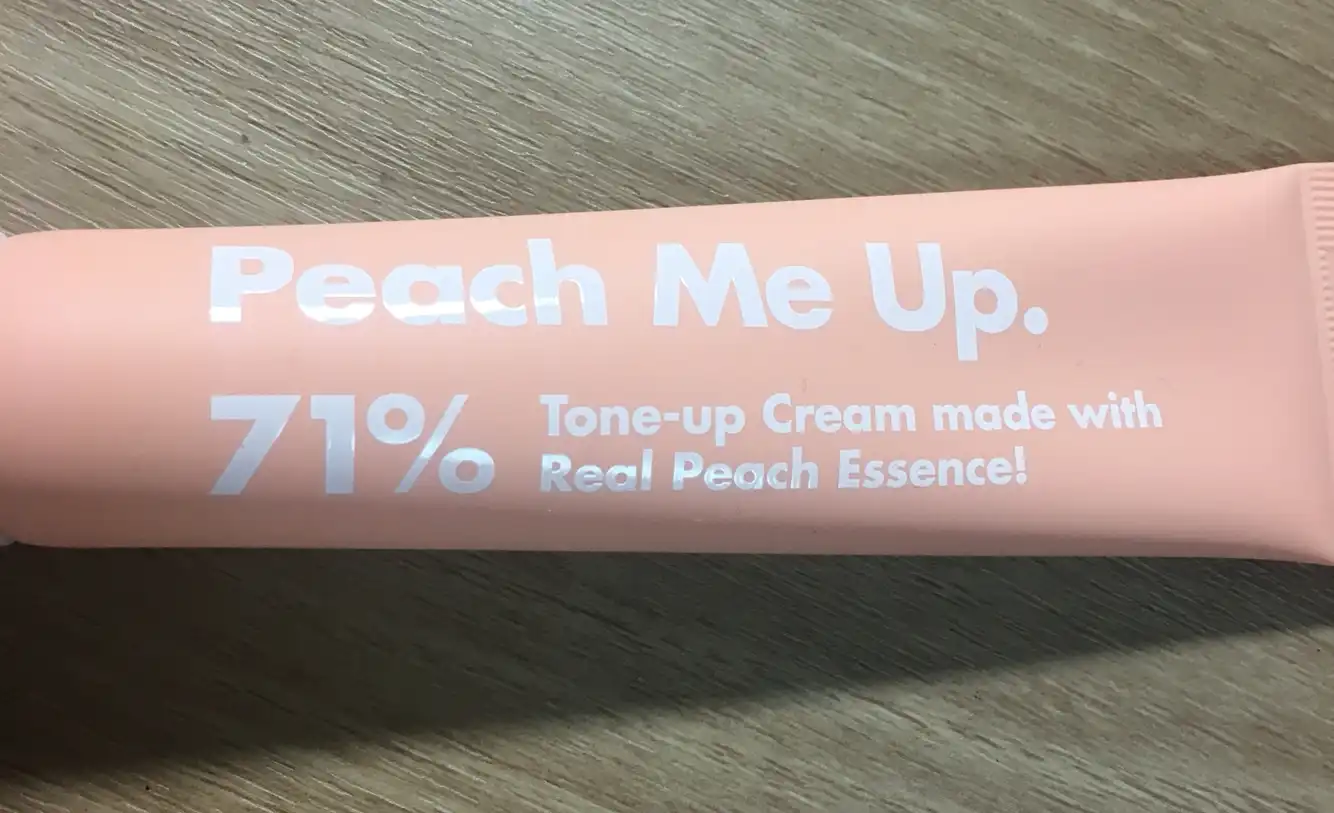 Peach Me Up.
71%
Tone-up Cream made with
Real Peach Essence!